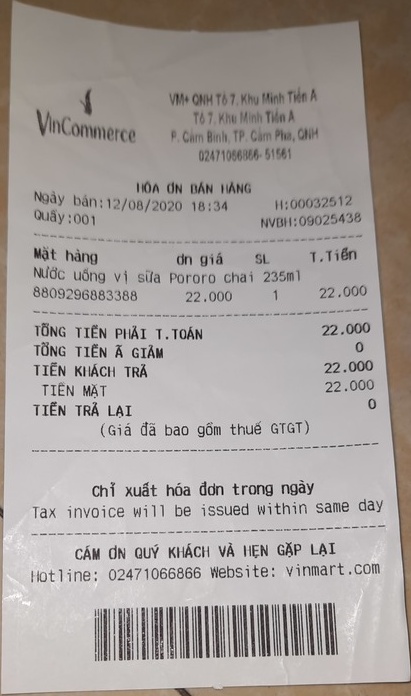 VinCommerce
VM+ QNH Tổ 7, Khu Minh Tiến A
Tổ 7, Khu Minh Tiến A
P. Cẩm Bình, TP. Cẩm Phả, QNH
02471066866-51561
HÓA ƠN BÁN HÀNG
Ngày bán:12/08/2020 18:34 H:00032512
Quầy:001 NVBH:09025438
Mặt hàng ơn giá SL T.Tiền
Nước uống vị sữa Pororo chai 235ml
8809296883388 22.000 1 22.000
TỔNG TIỀN PHẢI T.TOÁN 22.000
TỔNG TIỀN Ã GIẢM 0
TIỀN KHÁCH TRẢ 22.000
TIỀN MẶT 22.000
TIỀN TRẢ LẠI 0
(Giá đã bao gồm thuế GTGT)
Chỉ xuất hóa đơn trong ngày
Tax invoice will be issued within same day
CẢM ƠN QUÝ KHÁCH VÀ HẸN GẶP LẠI
Hotline: 02471066866 Website: vinmart.com